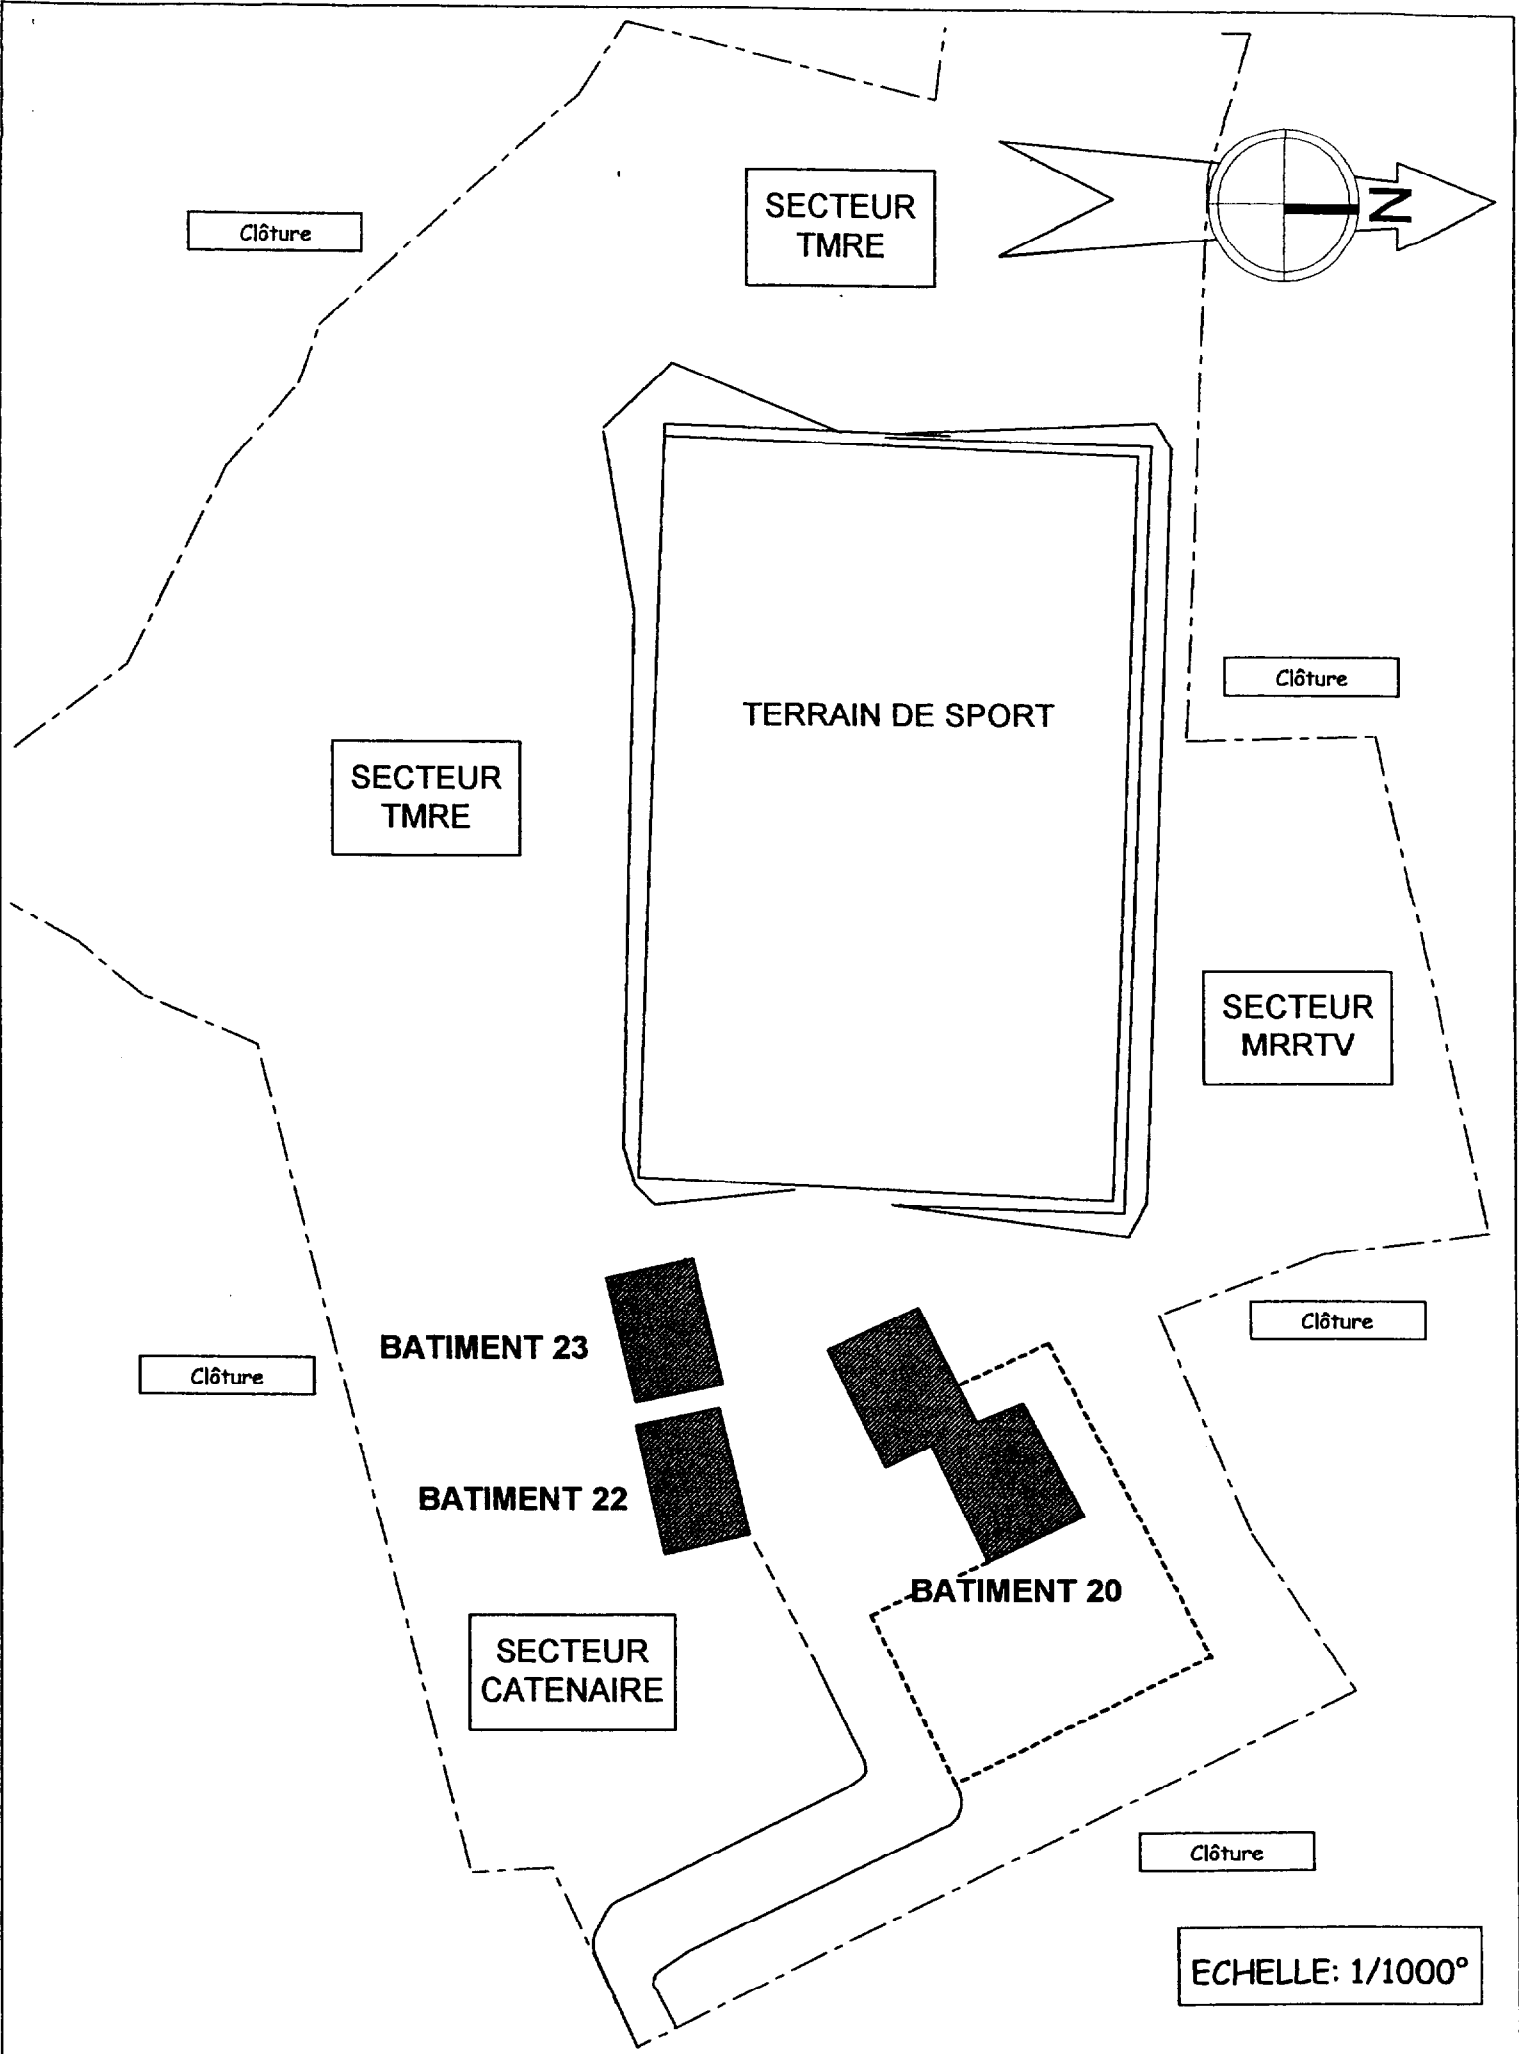 SECTEUR
TMRE
N
Clôture
TERRAIN DE SPORT
Clôture
SECTEUR
TMRE
SECTEUR
MRRTV
Clôture
BATIMENT 23
Clôture
BATIMENT 22
BATIMENT 20
SECTEUR
CATENAIRE
Clôture
ECHELLE: 1/1000°